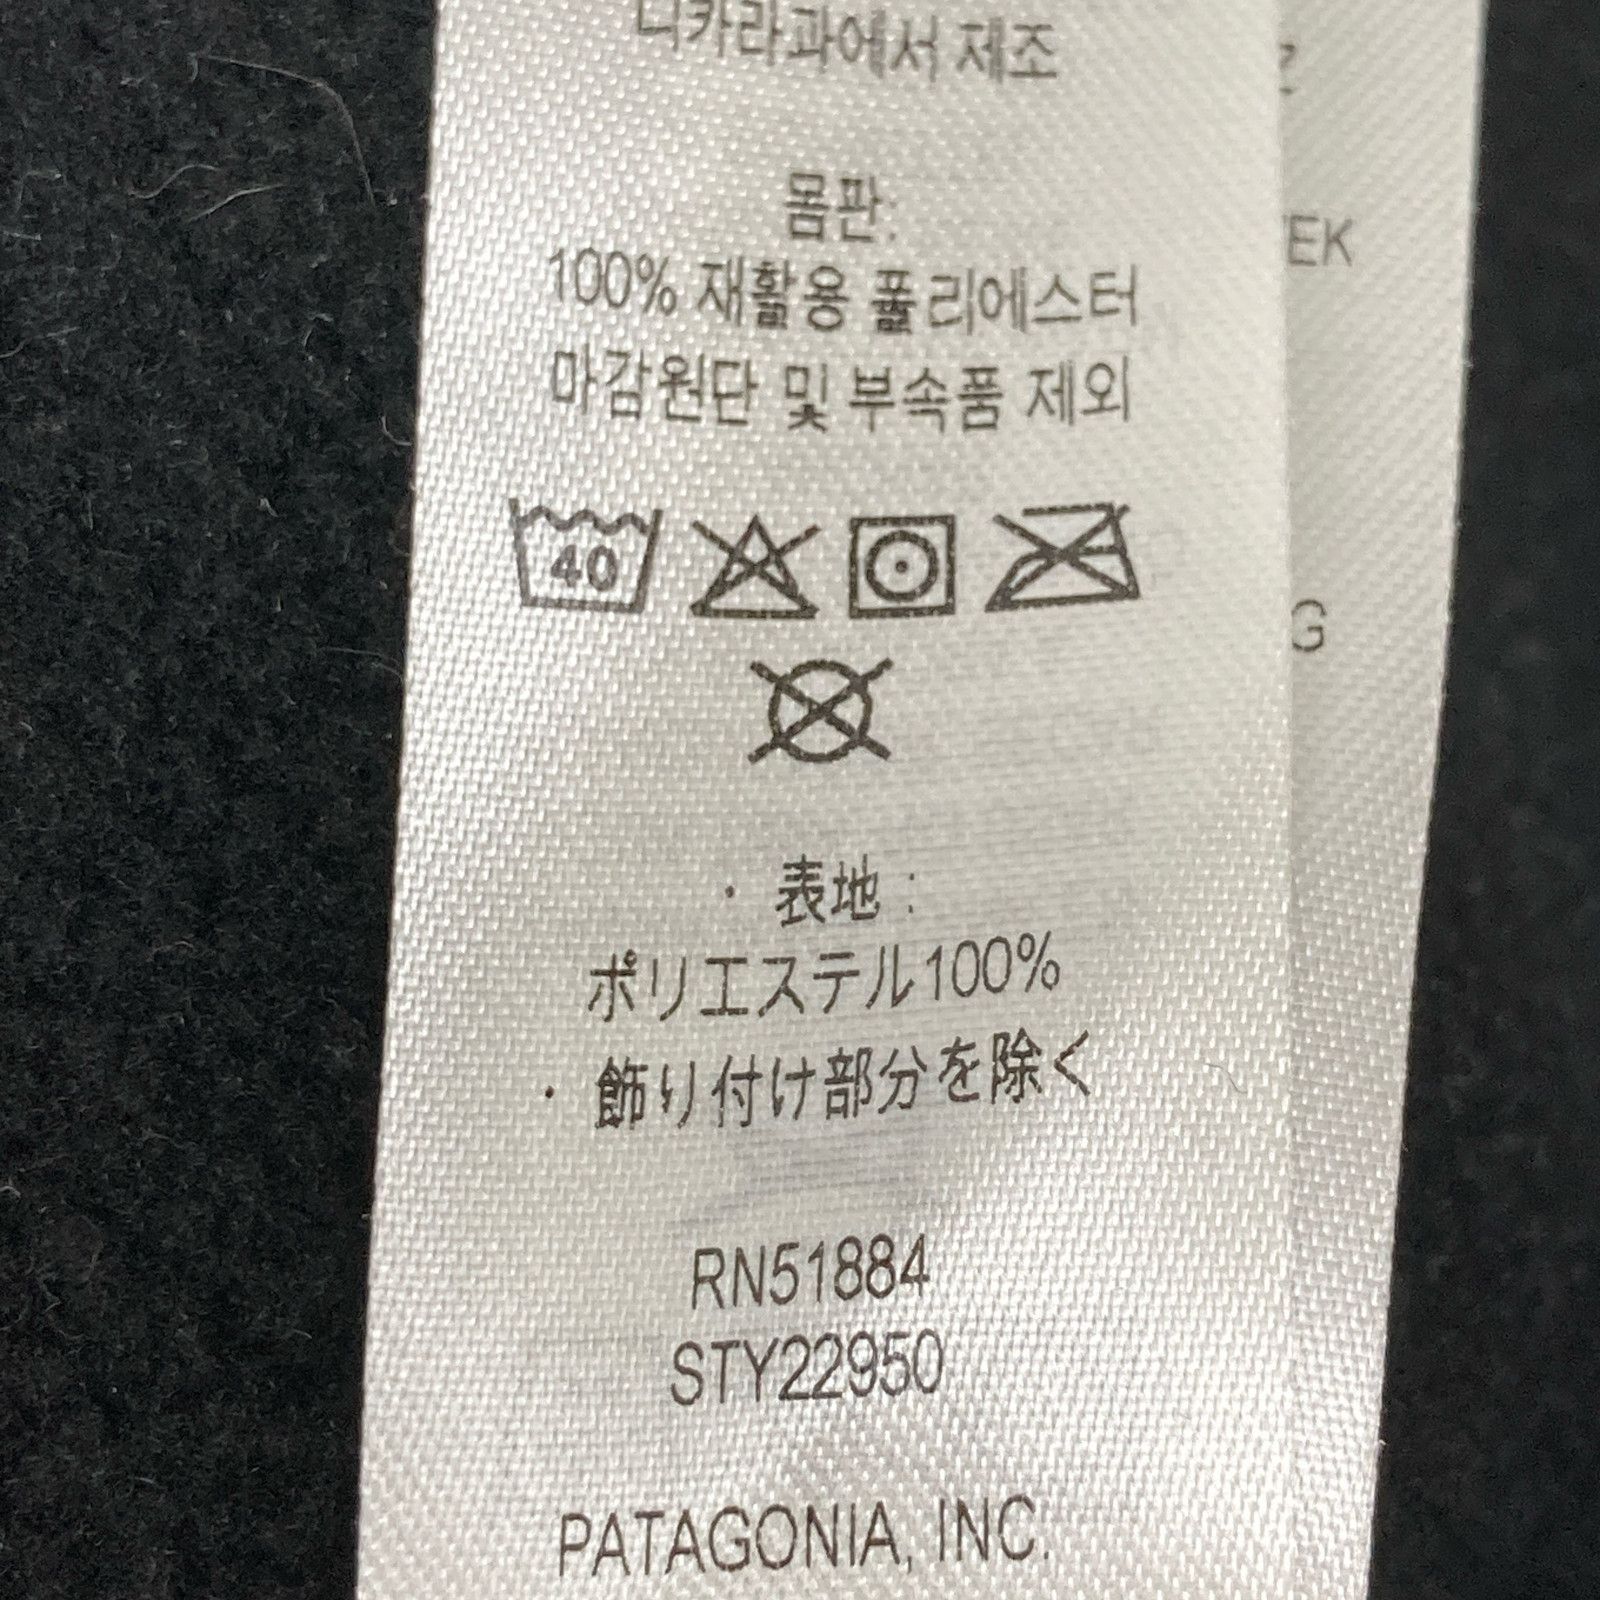 니카라과에서 제조
몸판:
100% 재활용 폴리에스터
마감원단 및 부속품 제외
40
・表地:
ポリエステル100%
・飾り付け部分を除く
RN51884
STY22950
PATAGONIA, INC.
Z
EK
G